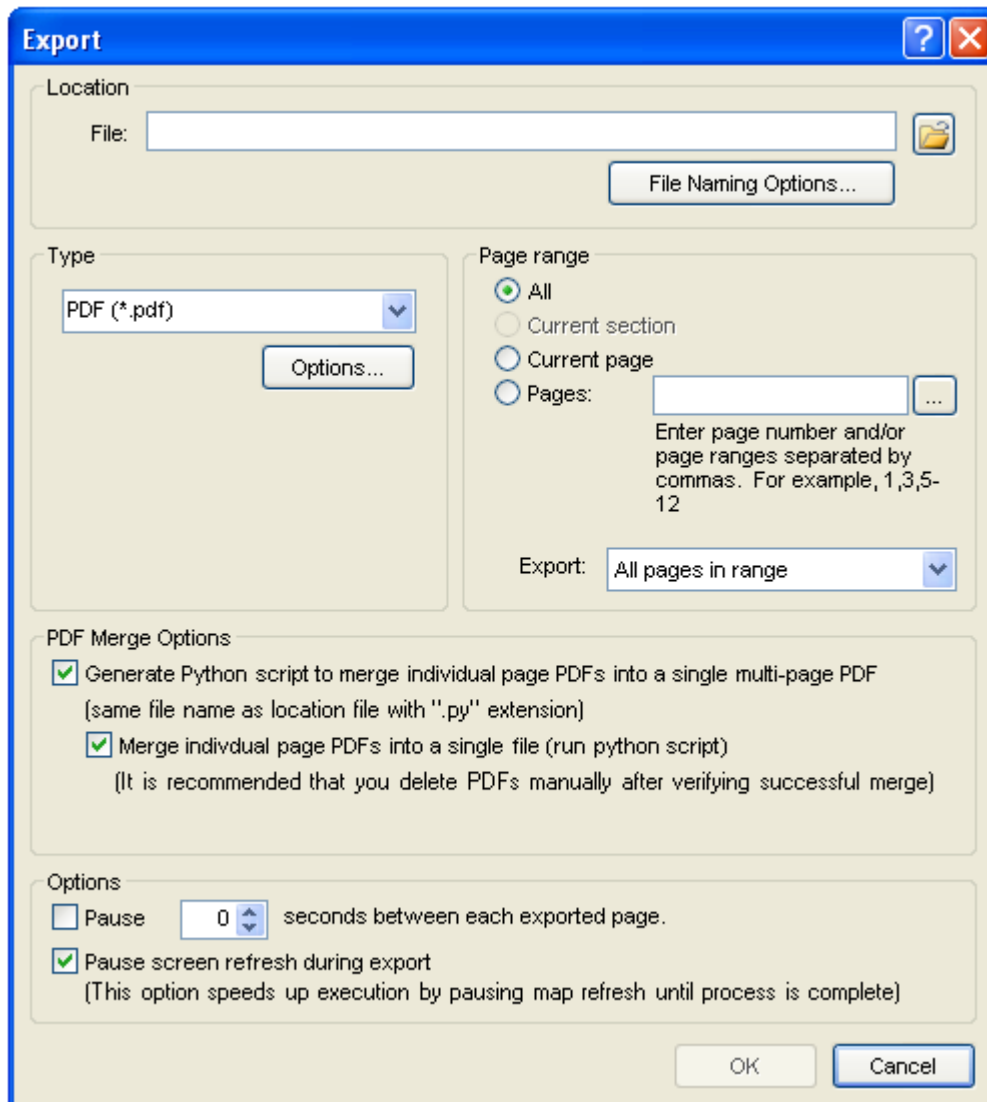 Export
Location
File:
File Naming Options...
Type
PDF (*.pdf)
Options...
Page range
All
Current section
Current page
Pages:
...
Enter page number and/or
page ranges separated by
commas.  For example, 1,3,5-
12
Export:
All pages in range
PDF Merge Options
Generate Python script to merge individual page PDFs into a single multi-page PDF
(same file name as location file with ".py" extension)
Merge indivdual page PDFs into a single file (run python script)
(It is recommended that you delete PDFs manually after verifying successful merge)
Options
Pause 0 seconds between each exported page.
Pause screen refresh during export
(This option speeds up execution by pausing map refresh until process is complete)
OK Cancel